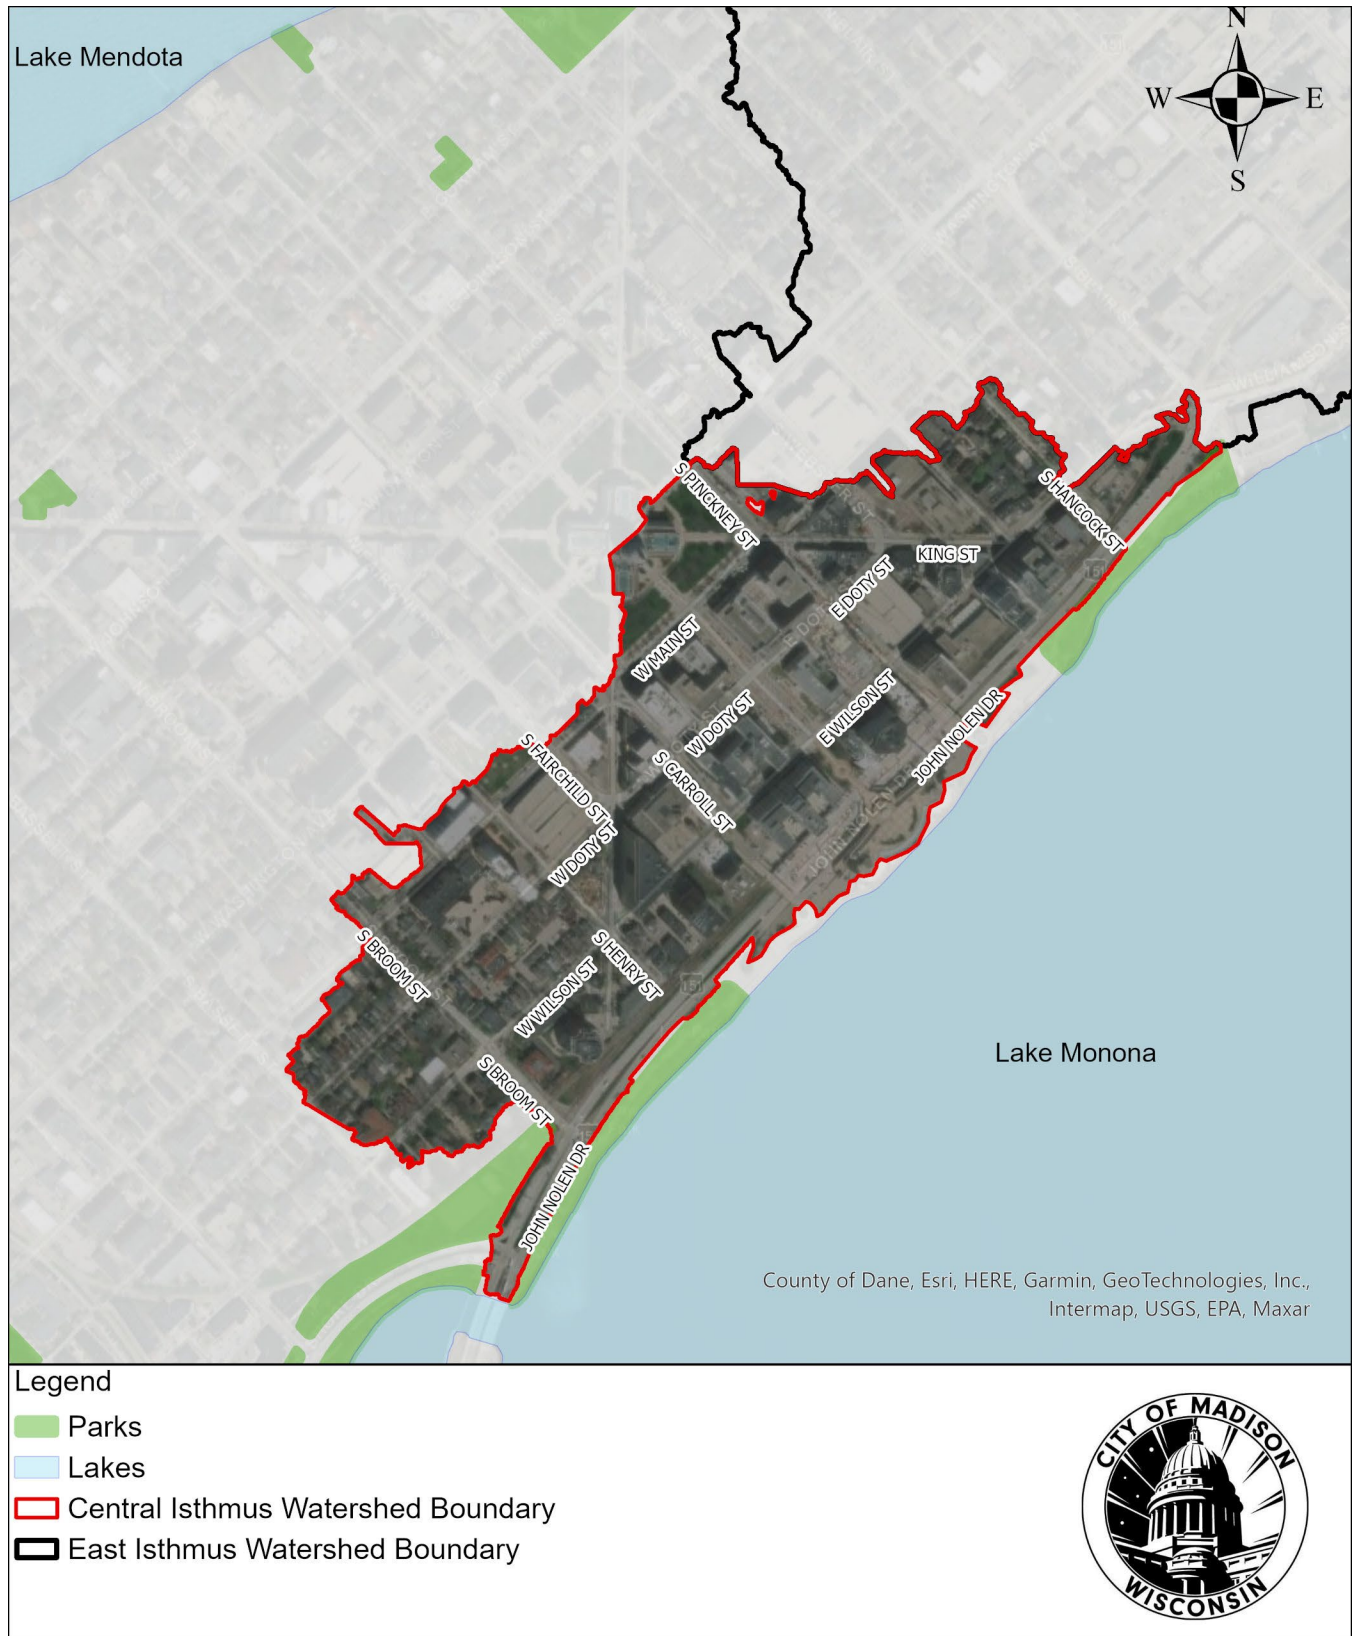 Lake Mendota
N
W
E
S
S PINCKNEY ST
S HANCOCK ST
KING ST
E DOTY ST
W MAIN ST
E WILSON ST
W DOTY ST
JOHN NOLEN DR
S FAIRCHILD ST
S CARROLL ST
W DOTY ST
S BROOM ST
S HENRY ST
W WILSON ST
151
Lake Monona
S BROOM ST
JOHN NOLEN DR
County of Dane, Esri, HERE, Garmin, GeoTechnologies, Inc.,
Intermap, USGS, EPA, Maxar
Legend
Parks
Lakes
Central Isthmus Watershed Boundary
East Isthmus Watershed Boundary
CITY OF MADISON
WISCONSIN